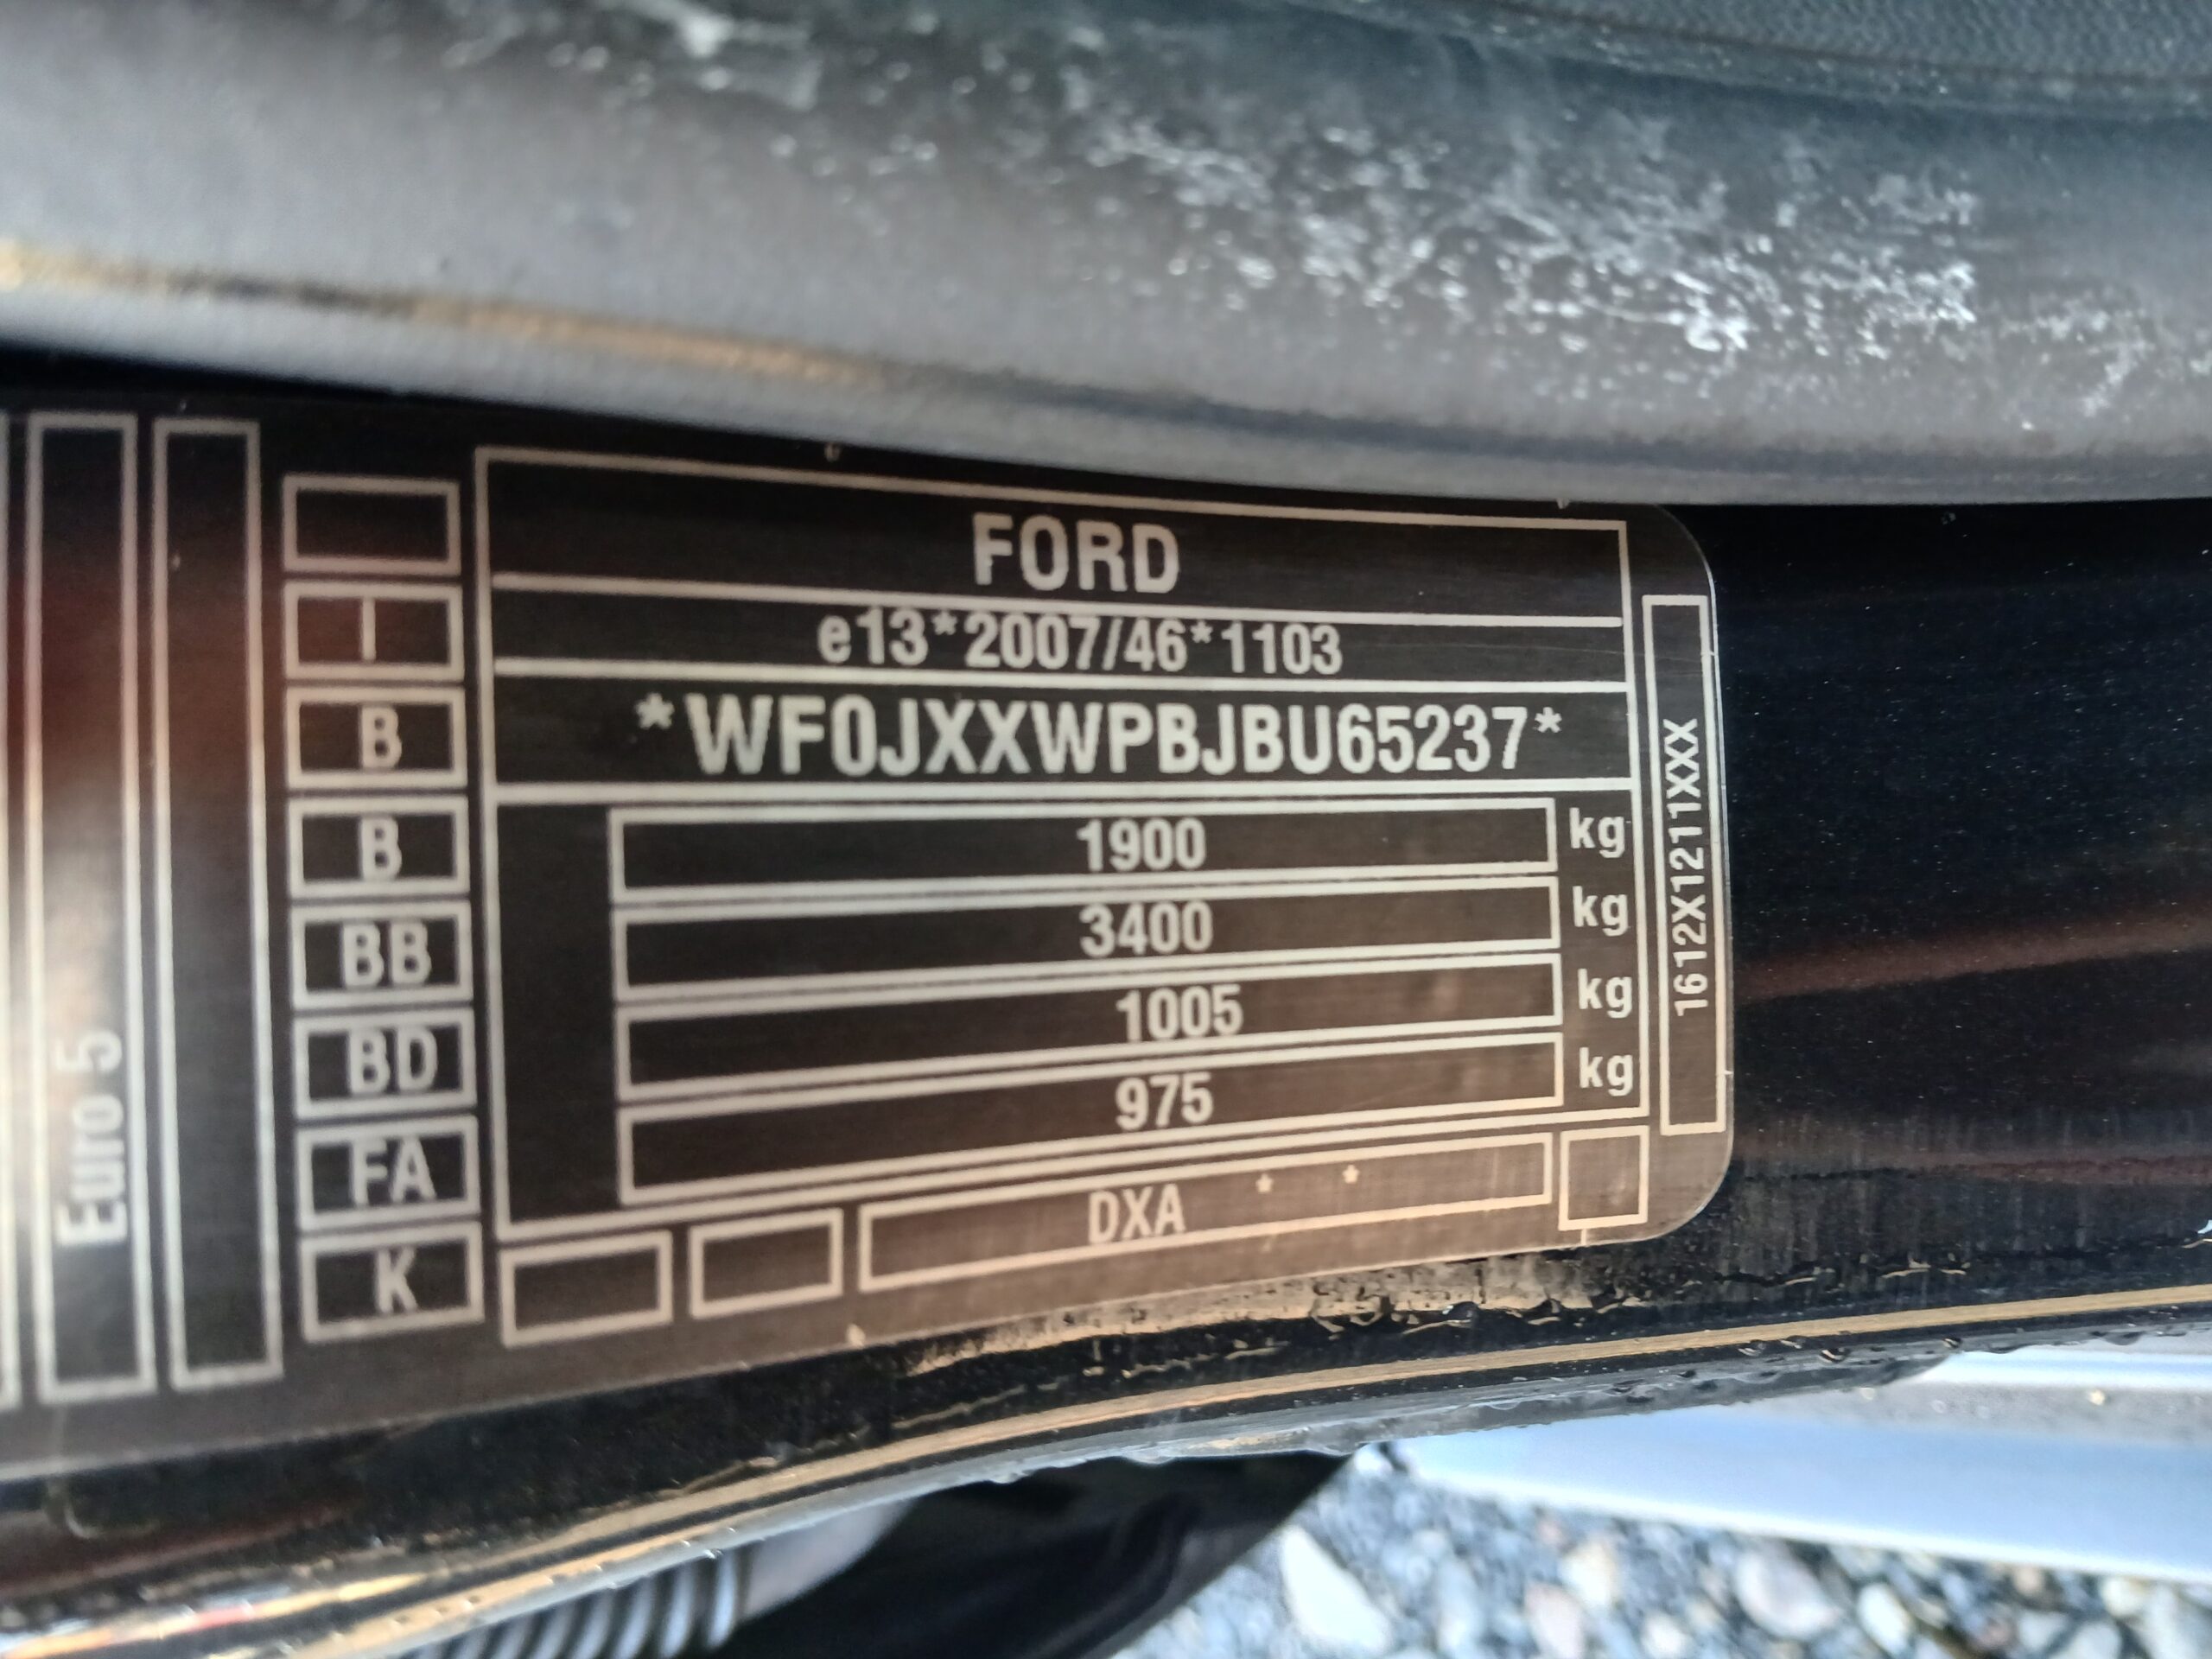 FORD
e13*2007/46*1103
*WF0JXXWPBJBU65237*
1900 kg
3400 kg
1005 kg
975 kg
DXA * *
I
B
B
BB
BD
FA
K
Euro 5
1612X1211XXX